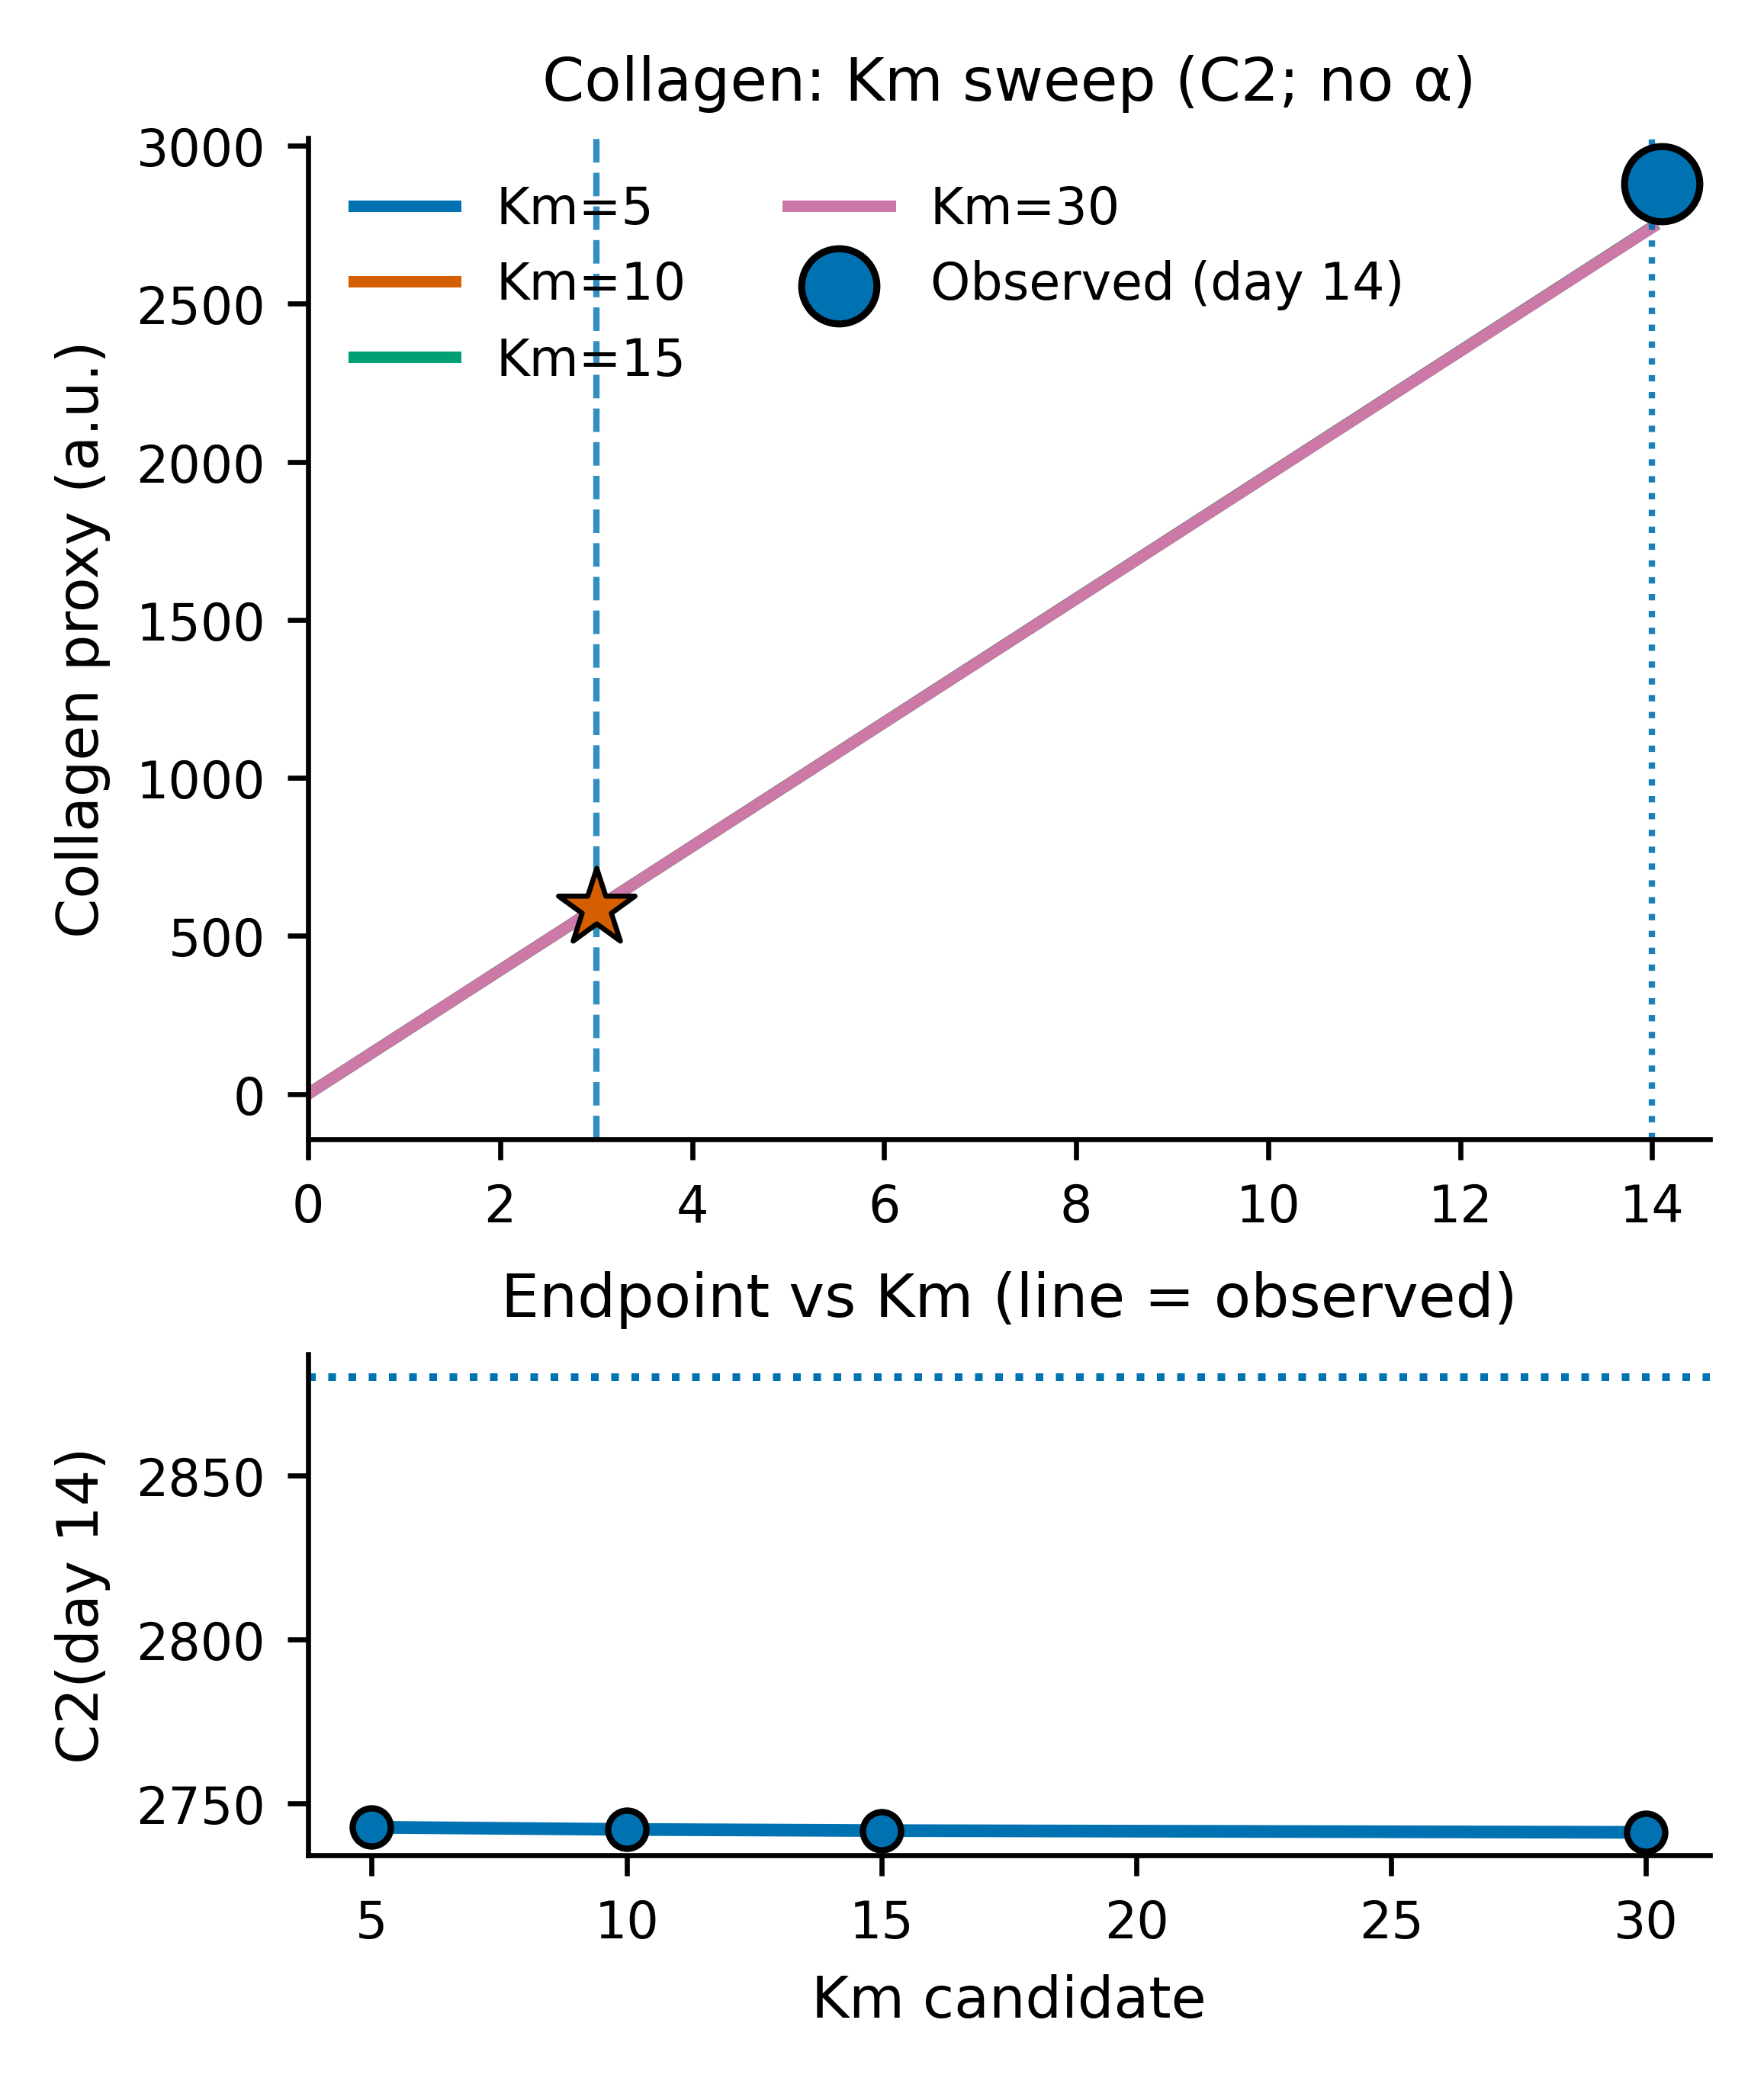 Collagen: Km sweep (C2; no α)
Collagen proxy (a.u.)
3000
2500
2000
1500
1000
500
0
Km=5
Km=10
Km=15
Km=30
Observed (day 14)
0 2 4 6 8 10 12 14
Endpoint vs Km (line = observed)
C2(day 14)
2850
2800
2750
5 10 15 20 25 30
Km candidate